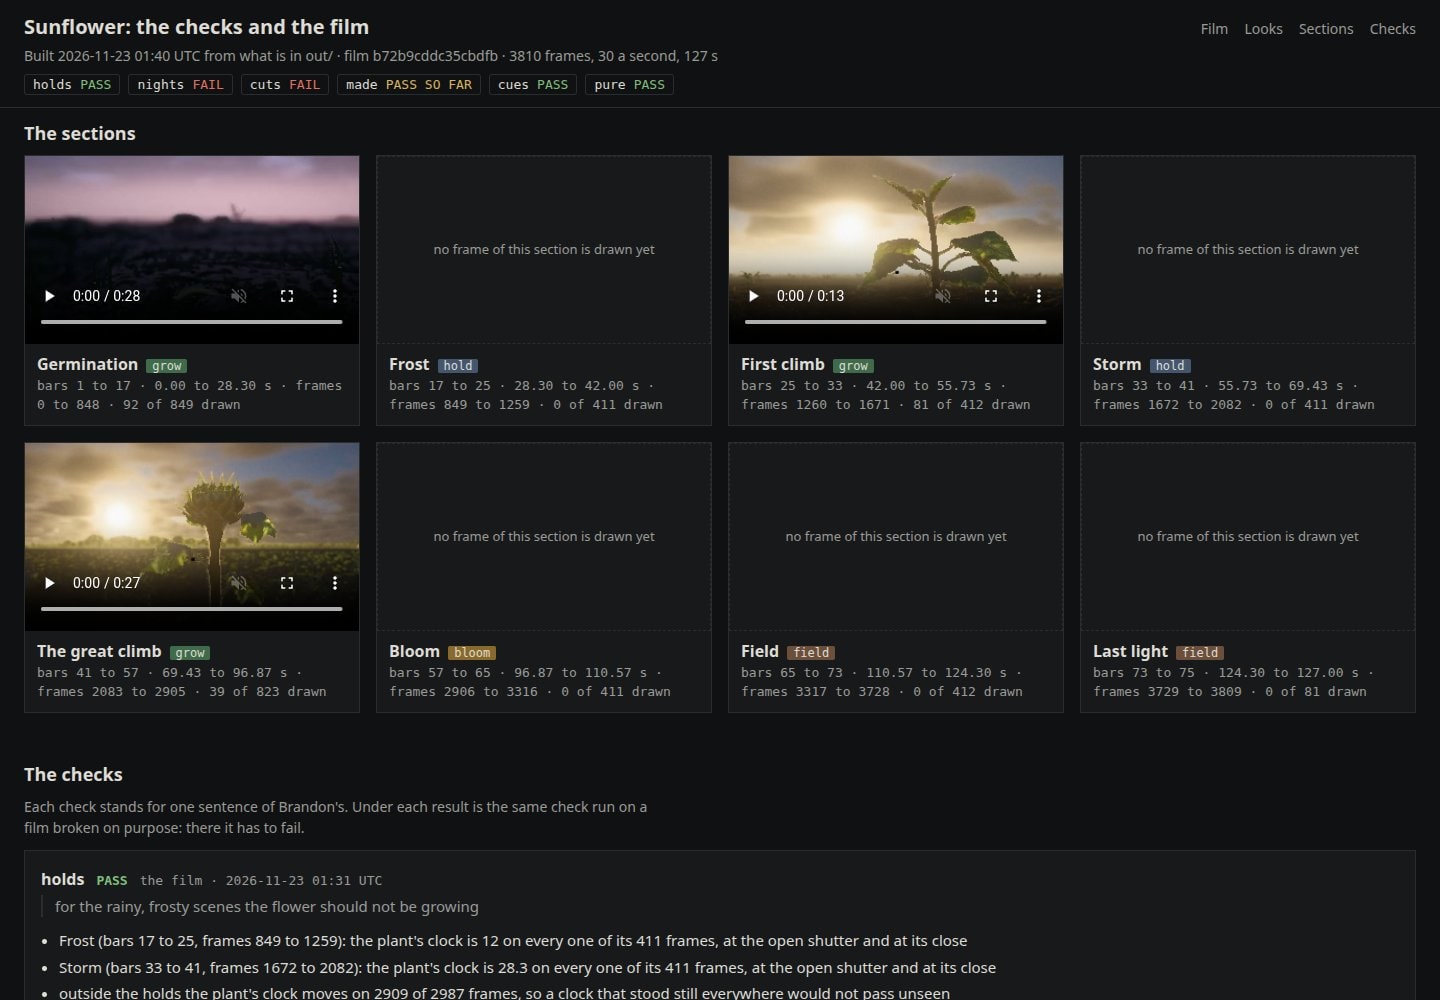 Sunflower: the checks and the film
Film Looks Sections Checks
Built 2026-11-23 01:40 UTC from what is in out/ · film b72b9cddc35cbdfb · 3810 frames, 30 a second, 127 s
holds PASS nights FAIL cuts FAIL made PASS SO FAR cues PASS pure PASS
The sections
0:00 / 0:28
Germination grow
bars 1 to 17 · 0.00 to 28.30 s · frames
0 to 848 · 92 of 849 drawn
no frame of this section is drawn yet
Frost hold
bars 17 to 25 · 28.30 to 42.00 s ·
frames 849 to 1259 · 0 of 411 drawn
0:00 / 0:13
First climb grow
bars 25 to 33 · 42.00 to 55.73 s ·
frames 1260 to 1671 · 81 of 412 drawn
no frame of this section is drawn yet
Storm hold
bars 33 to 41 · 55.73 to 69.43 s ·
frames 1672 to 2082 · 0 of 411 drawn
0:00 / 0:27
The great climb grow
bars 41 to 57 · 69.43 to 96.87 s ·
frames 2083 to 2905 · 39 of 823 drawn
no frame of this section is drawn yet
Bloom bloom
bars 57 to 65 · 96.87 to 110.57 s ·
frames 2906 to 3316 · 0 of 411 drawn
no frame of this section is drawn yet
Field field
bars 65 to 73 · 110.57 to 124.30 s ·
frames 3317 to 3728 · 0 of 412 drawn
no frame of this section is drawn yet
Last light field
bars 73 to 75 · 124.30 to 127.00 s ·
frames 3729 to 3809 · 0 of 81 drawn
The checks
Each check stands for one sentence of Brandon's. Under each result is the same check run on a
film broken on purpose: there it has to fail.
holds PASS the film · 2026-11-23 01:31 UTC
for the rainy, frosty scenes the flower should not be growing
• Frost (bars 17 to 25, frames 849 to 1259): the plant's clock is 12 on every one of its 411 frames, at the open shutter and at its close
• Storm (bars 33 to 41, frames 1672 to 2082): the plant's clock is 28.3 on every one of its 411 frames, at the open shutter and at its close
• outside the holds the plant's clock moves on 2909 of 2987 frames, so a clock that stood still everywhere would not pass unseen